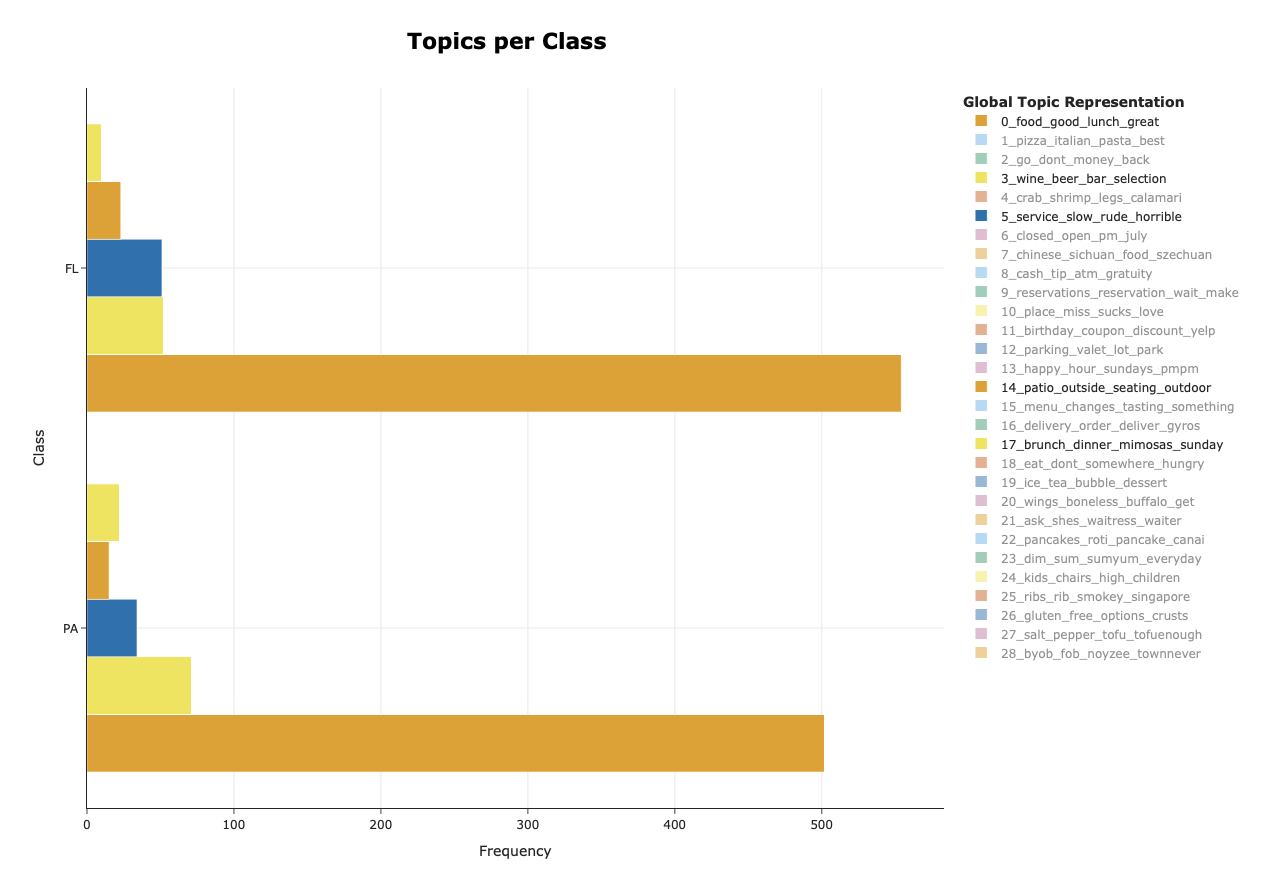 Topics per Class
Global Topic Representation
0_food_good_lunch_great
1_pizza_italian_pasta_best
2_go_dont_money_back
3_wine_beer_bar_selection
4_crab_shrimp_legs_calamari
5_service_slow_rude_horrible
6_closed_open_pm_july
7_chinese_sichuan_food_szechuan
8_cash_tip_atm_gratuity
9_reservations_reservation_wait_make
10_place_miss_sucks_love
11_birthday_coupon_discount_yelp
12_parking_valet_lot_park
13_happy_hour_sundays_pmpm
14_patio_outside_seating_outdoor
15_menu_changes_tasting_something
16_delivery_order_deliver_gyros
17_brunch_dinner_mimosas_sunday
18_eat_dont_somewhere_hungry
19_ice_tea_bubble_dessert
20_wings_boneless_buffalo_get
21_ask_shes_waitress_waiter
22_pancakes_roti_pancake_canai
23_dim_sum_sumyum_everyday
24_kids_chairs_high_children
25_ribs_rib_smokey_singapore
26_gluten_free_options_crusts
27_salt_pepper_tofu_tofuenough
28_byob_fob_noyzee_townnever
Class
FL
PA
0 100 200 300 400 500
Frequency